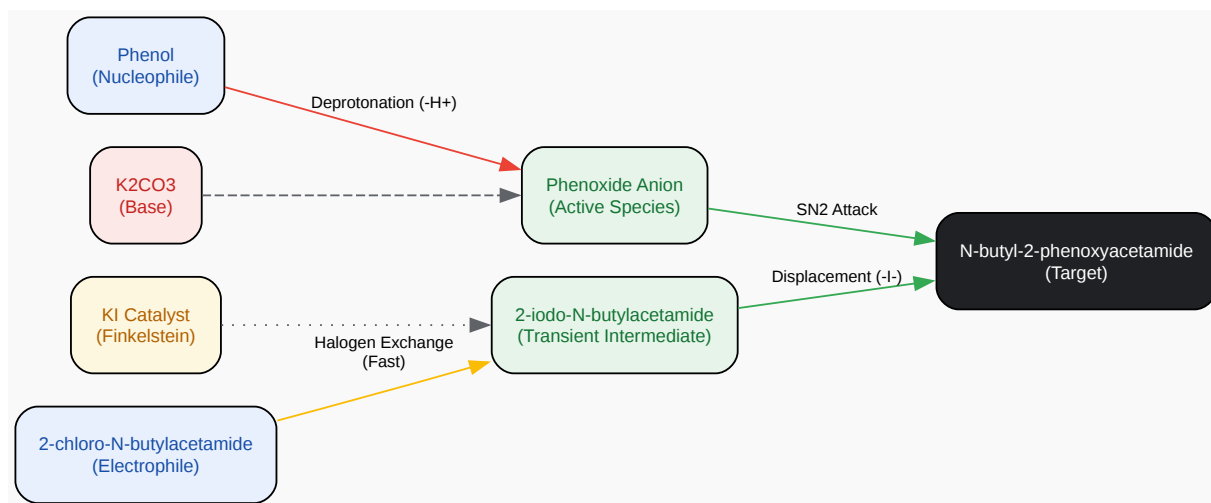 Phenol
(Nucleophile)
Deprotonation (-H+)
K2CO3
(Base)
Phenoxide Anion
(Active Species)
SN2 Attack
N-butyl-2-phenoxyacetamide
(Target)
Displacement (-I-)
KI Catalyst
(Finkelstein)
2-iodo-N-butylacetamide
(Transient Intermediate)
Halogen Exchange
(Fast)
2-chloro-N-butylacetamide
(Electrophile)